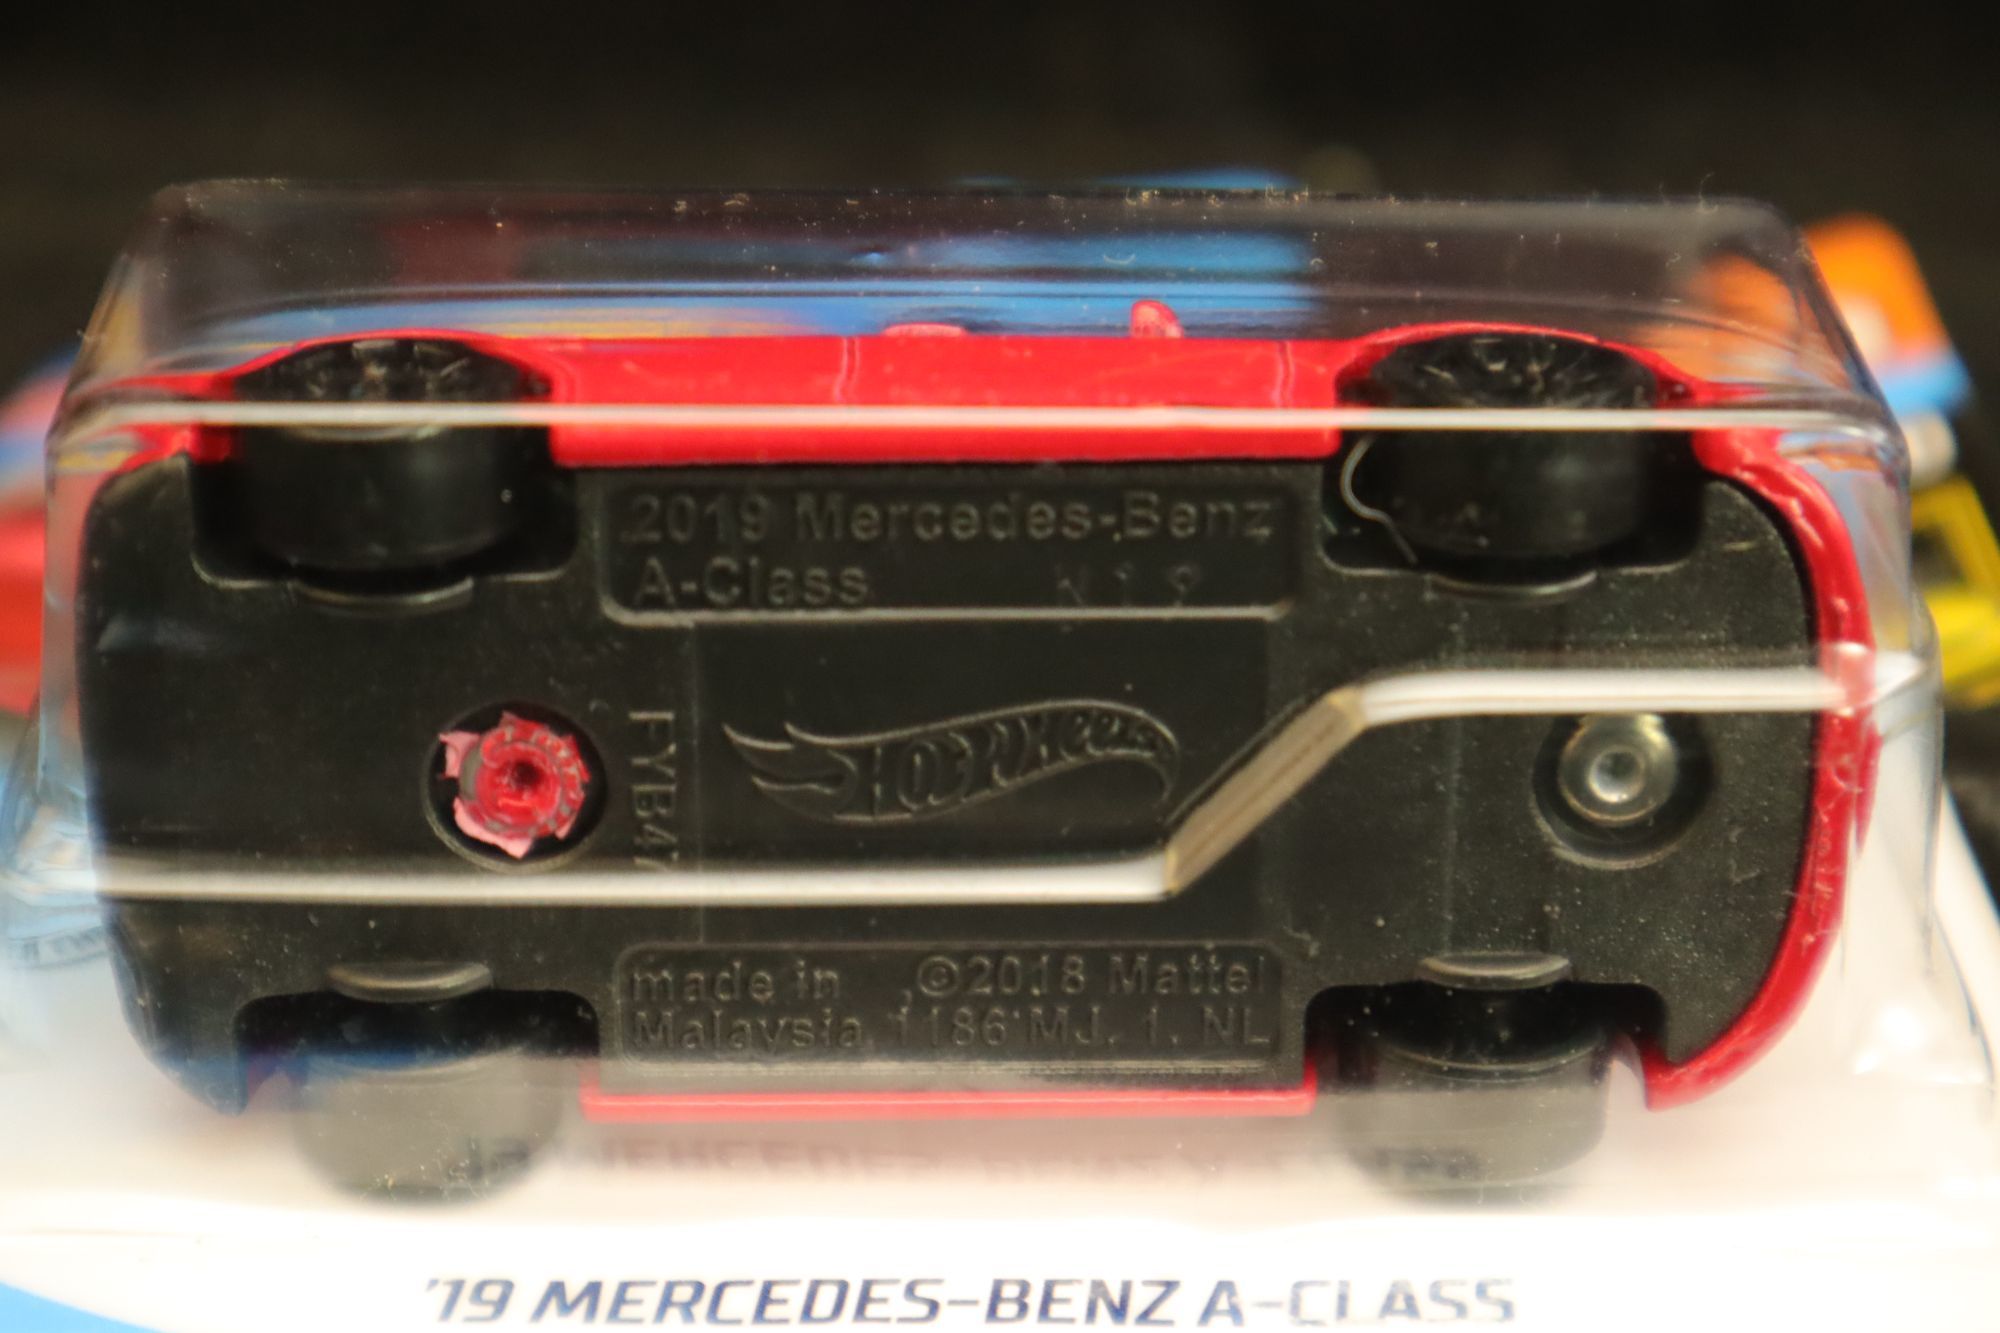 2019 Mercedes-Benz
A-Class N19
FYB47
Hot Wheels
made in ©2018 Mattel
Malaysia 1186 MJ. 1. NL
'19 MERCEDES-BENZ A-CLASS